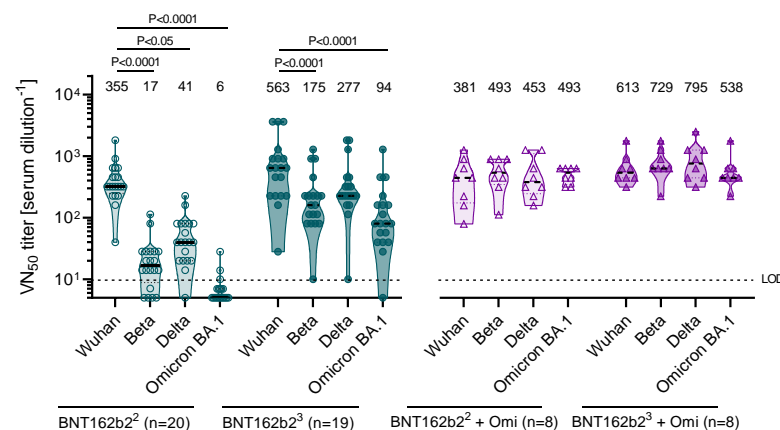 P<0.0001
P<0.05
P<0.0001
P<0.0001
P<0.0001
355 17 41 6 563 175 277 94 381 493 453 493 613 729 795 538
VN50 titer [serum dilution-1]
10⁴
10³
10²
10¹
LOD
Wuhan Beta Delta Omicron BA.1 Wuhan Beta Delta Omicron BA.1 Wuhan Beta Delta Omicron BA.1 Wuhan Beta Delta Omicron BA.1
BNT162b2² (n=20) BNT162b2³ (n=19) BNT162b2² + Omi (n=8) BNT162b2³ + Omi (n=8)